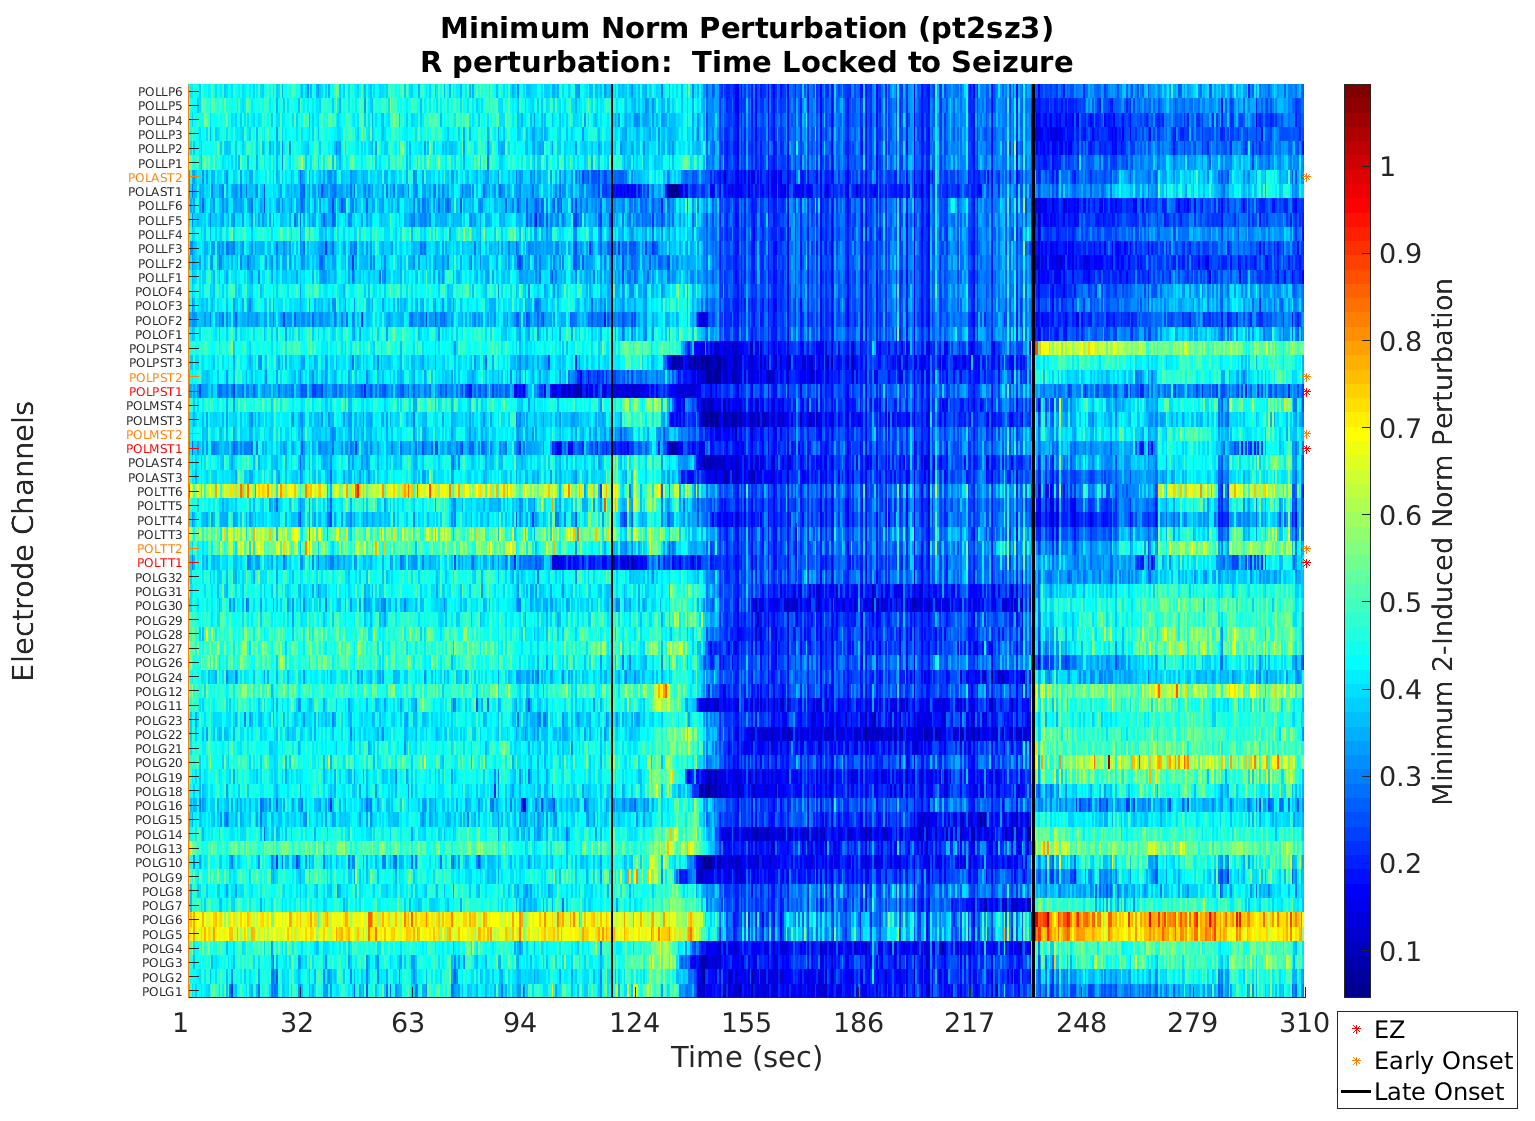 Minimum Norm Perturbation (pt2sz3)
R perturbation:  Time Locked to Seizure
Electrode Channels
POLLP6
POLLP5
POLLP4
POLLP3
POLLP2
POLLP1
POLAST2
POLAST1
POLLF6
POLLF5
POLLF4
POLLF3
POLLF2
POLLF1
POLOF4
POLOF3
POLOF2
POLOF1
POLPST4
POLPST3
POLPST2
POLPST1
POLMST4
POLMST3
POLMST2
POLMST1
POLAST4
POLAST3
POLTT6
POLTT5
POLTT4
POLTT3
POLTT2
POLTT1
POLG32
POLG31
POLG30
POLG29
POLG28
POLG27
POLG26
POLG24
POLG12
POLG11
POLG23
POLG22
POLG21
POLG20
POLG19
POLG18
POLG16
POLG15
POLG14
POLG13
POLG10
POLG9
POLG8
POLG7
POLG6
POLG5
POLG4
POLG3
POLG2
POLG1
1 32 63 94 124 155 186 217 248 279 310
Time (sec)
1
0.9
0.8
0.7
0.6
0.5
0.4
0.3
0.2
0.1
Minimum 2-Induced Norm Perturbation
EZ
Early Onset
Late Onset